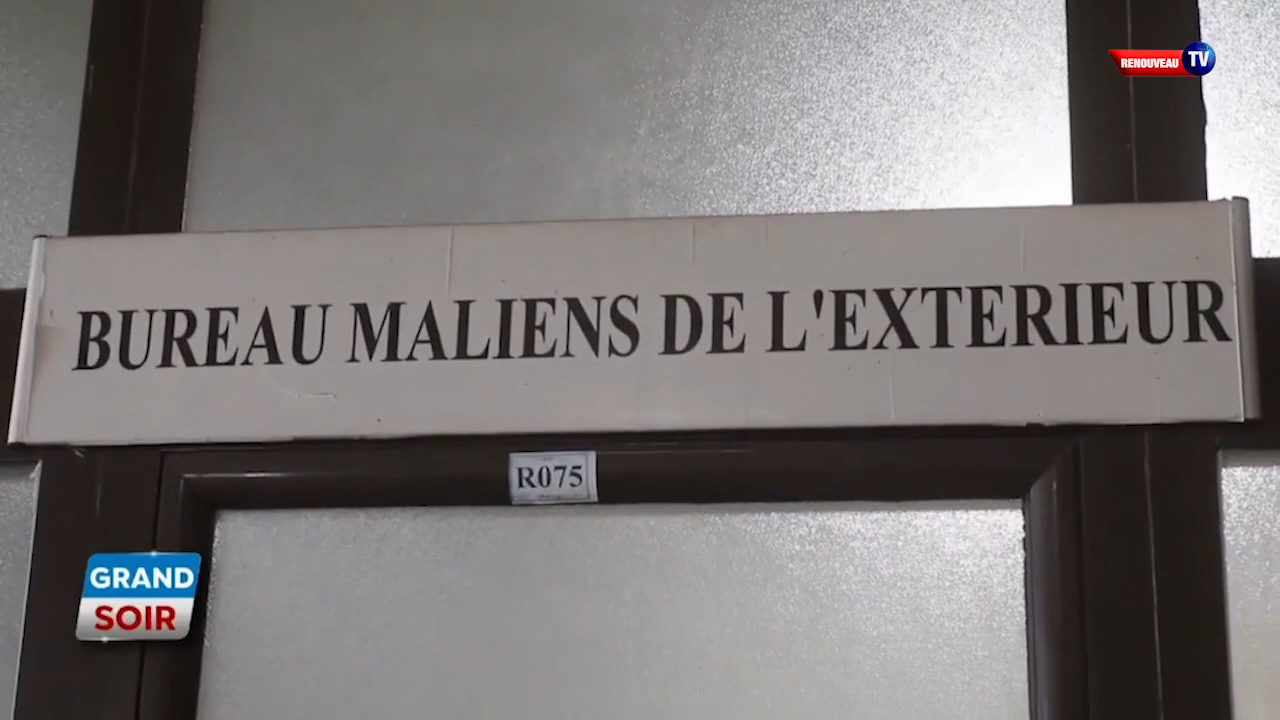 RENOUVEAU TV
BUREAU MALIENS DE L'EXTERIEUR
R075
GRAND
SOIR